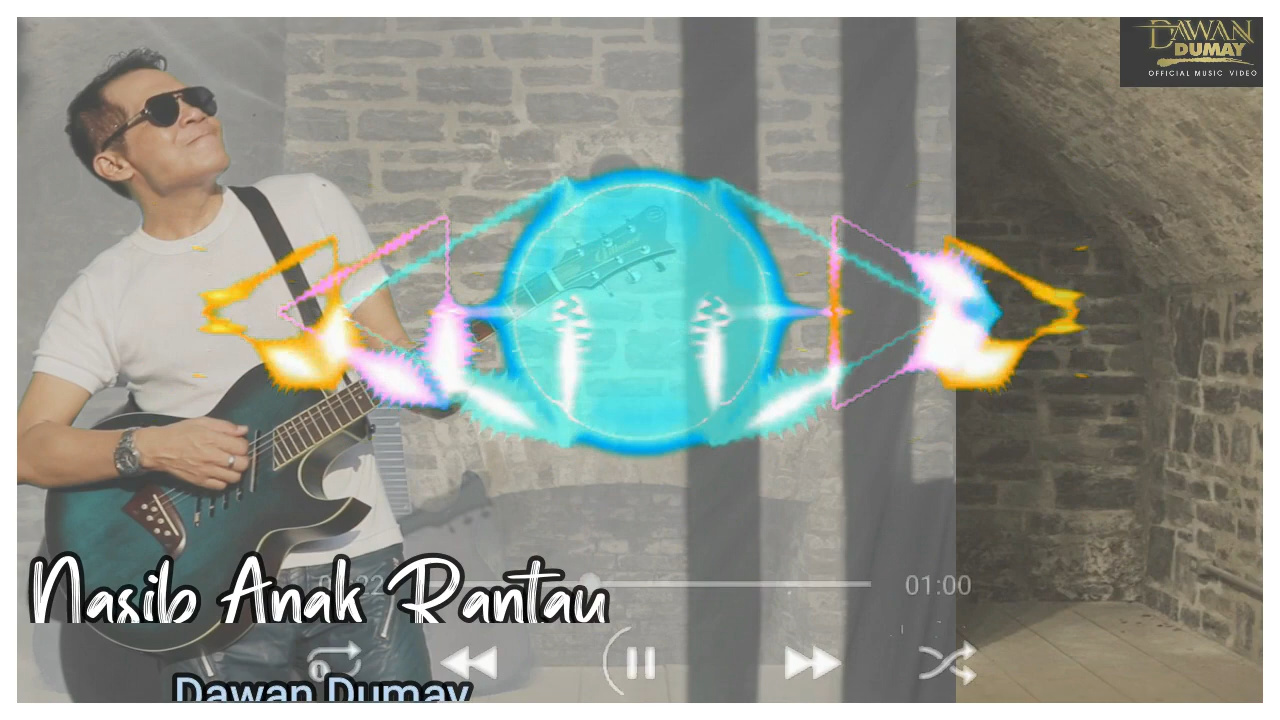 DAWAN
DUMAY
OFFICIAL MUSIC VIDEO
Nasib Anak Rantau
01:00
Dawan Dumay